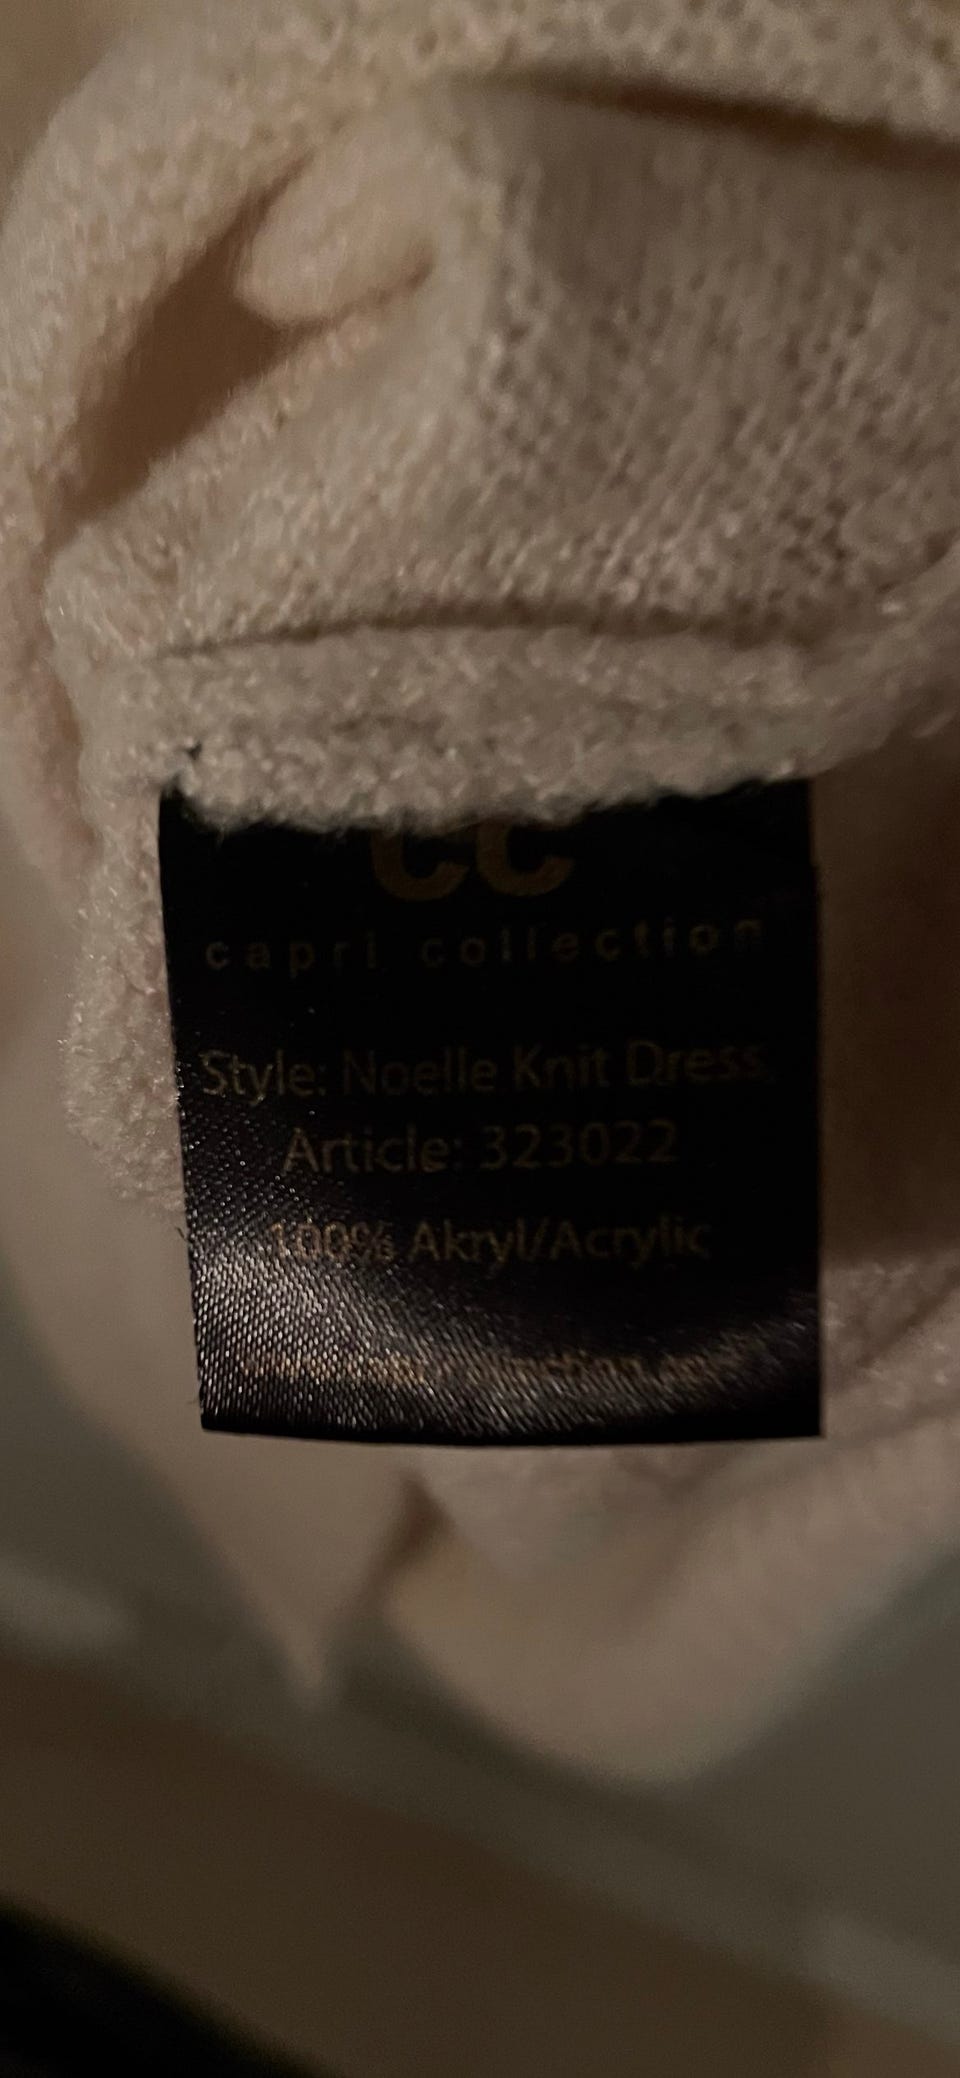 cc
capri collection
Style: Noelle Knit Dress
Article: 323022
100% Akryl/Acrylic